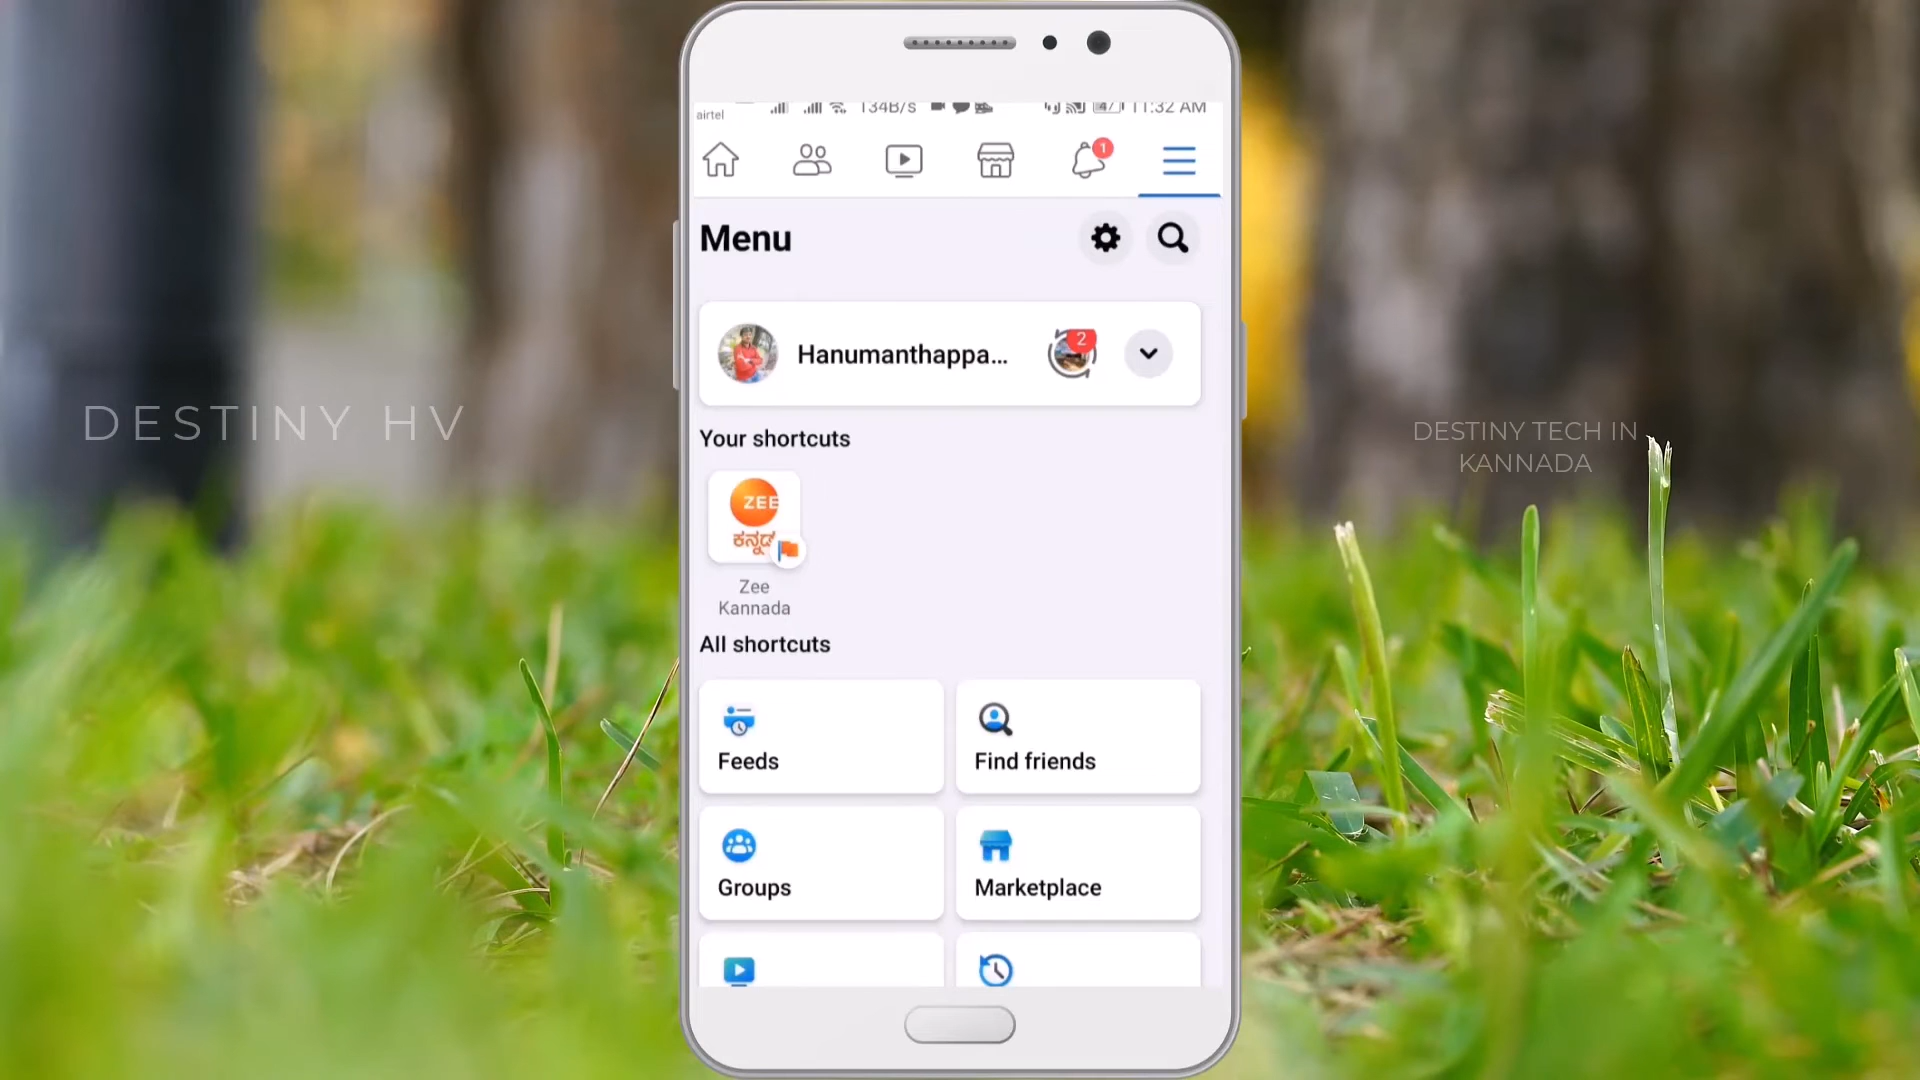 airtel 134B/s 47 11:32 AM
1
Menu
Hanumanthappa...
2
Your shortcuts
ZEE
ಕನ್ನಡ
Zee
Kannada
All shortcuts
Feeds
Find friends
Groups
Marketplace
DESTINY HV
DESTINY TECH IN
KANNADA